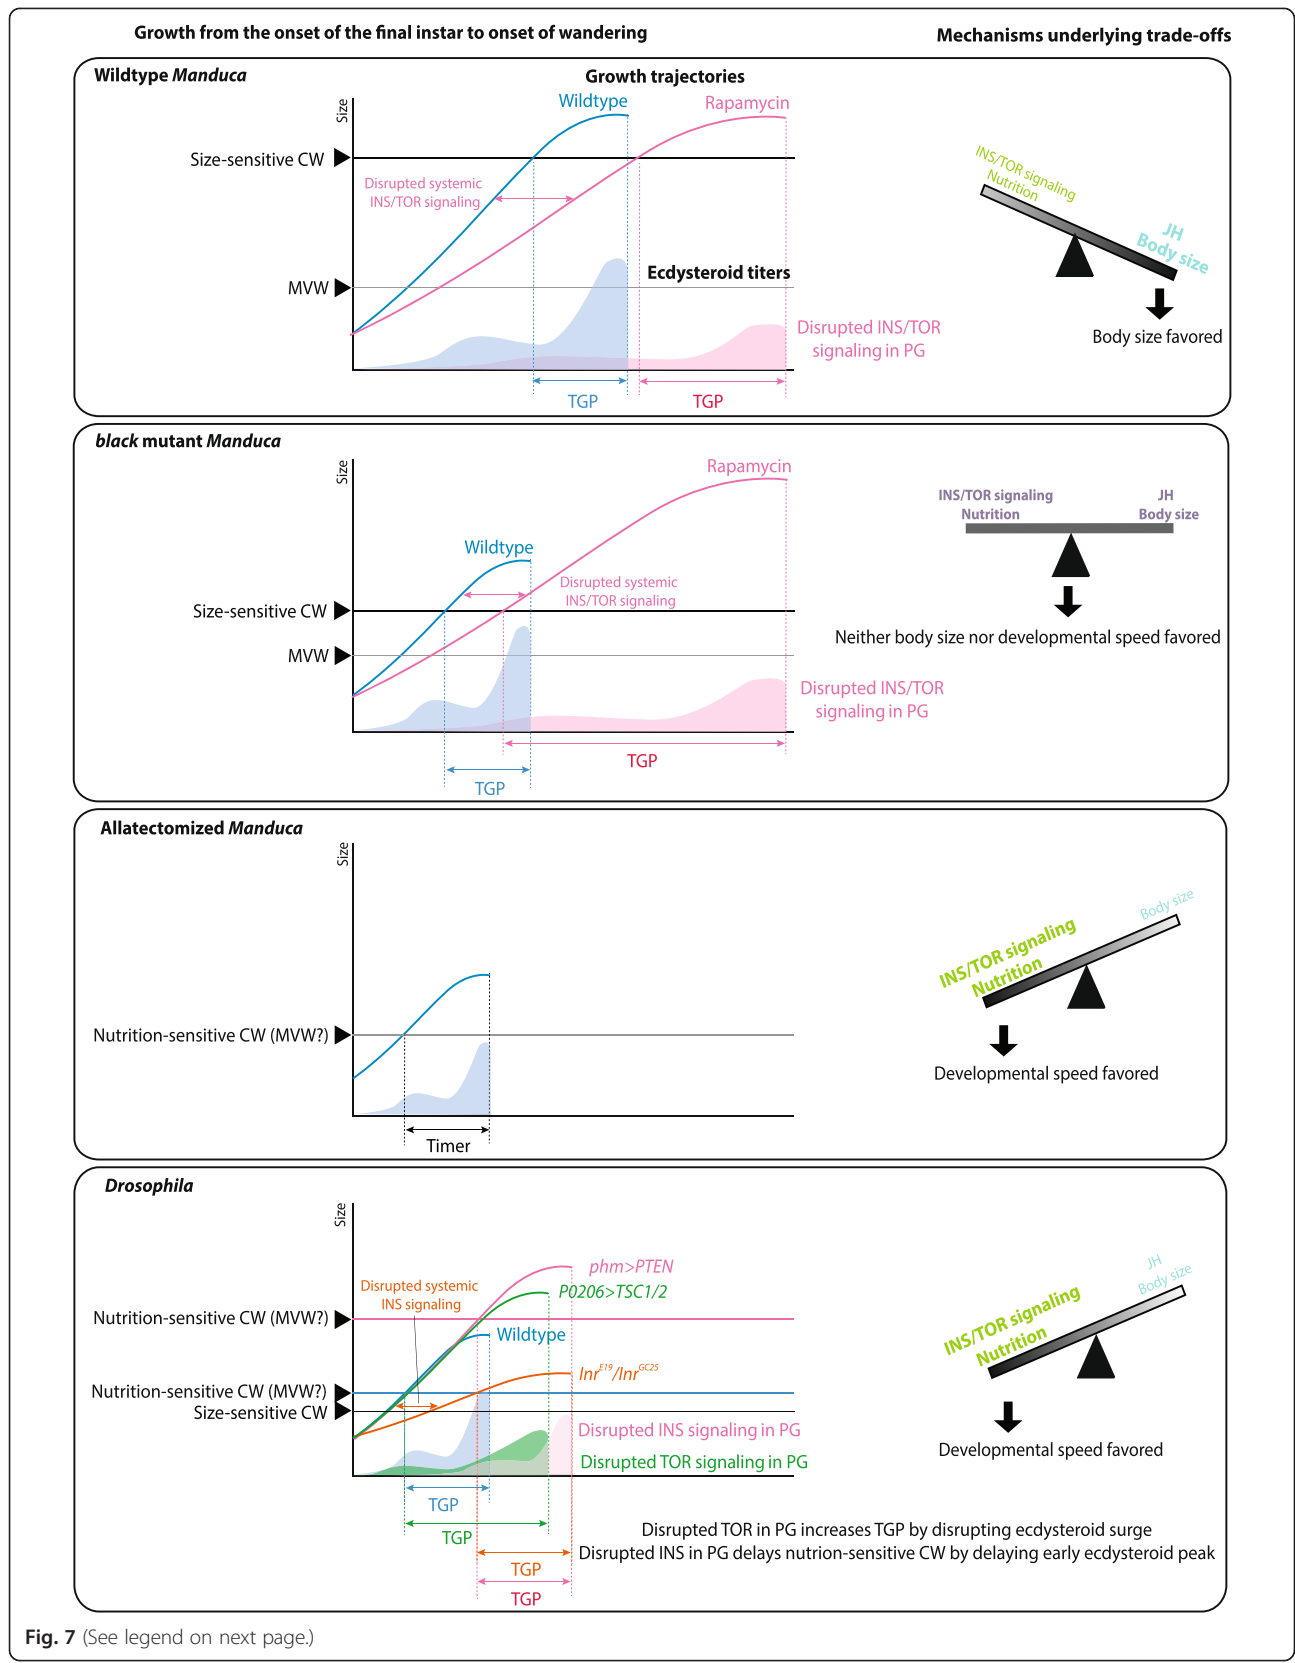 Growth from the onset of the final instar to onset of wandering
Mechanisms underlying trade-offs
Wildtype Manduca
Growth trajectories
Size
Wildtype
Rapamycin
Size-sensitive CW
Disrupted systemic
INS/TOR signaling
MVW
Ecdysteroid titers
Disrupted INS/TOR
signaling in PG
TGP
TGP
INS/TOR signaling
Nutrition
JH
Body size
Body size favored
black mutant Manduca
Size
Rapamycin
Wildtype
Disrupted systemic
INS/TOR signaling
Size-sensitive CW
MVW
Disrupted INS/TOR
signaling in PG
TGP
TGP
INS/TOR signaling
Nutrition
JH
Body size
Neither body size nor developmental speed favored
Allatectomized Manduca
Size
Nutrition-sensitive CW (MVW?)
Timer
Body size
INS/TOR signaling
Nutrition
Developmental speed favored
Drosophila
Size
phm>PTEN
P0206>TSC1/2
Disrupted systemic
INS signaling
Nutrition-sensitive CW (MVW?)
Wildtype
Inr^E19/Inr^GC25
Nutrition-sensitive CW (MVW?)
Size-sensitive CW
Disrupted INS signaling in PG
Disrupted TOR signaling in PG
TGP
TGP
TGP
TGP
JH
Body size
INS/TOR signaling
Nutrition
Developmental speed favored
Disrupted TOR in PG increases TGP by disrupting ecdysteroid surge
Disrupted INS in PG delays nutrion-sensitive CW by delaying early ecdysteroid peak
Fig. 7 (See legend on next page.)